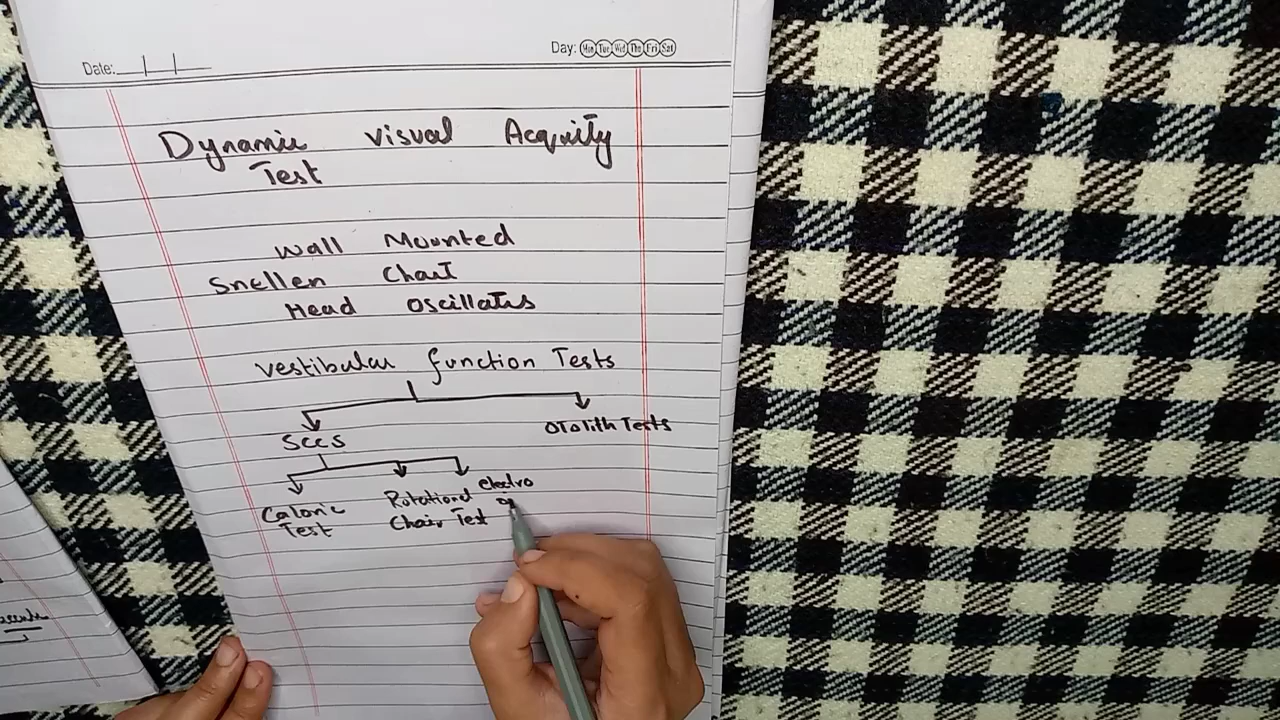 Day: Mon Tue Wed Thu Fri Sat
Date:
Dynamic visual Acquity
Test
Wall Mounted
Snellen Chart
Head Oscillates
Vestibular function Tests
SCCS
OTolith Tests
Caloric
Test
Rotational
Chair Test
electro